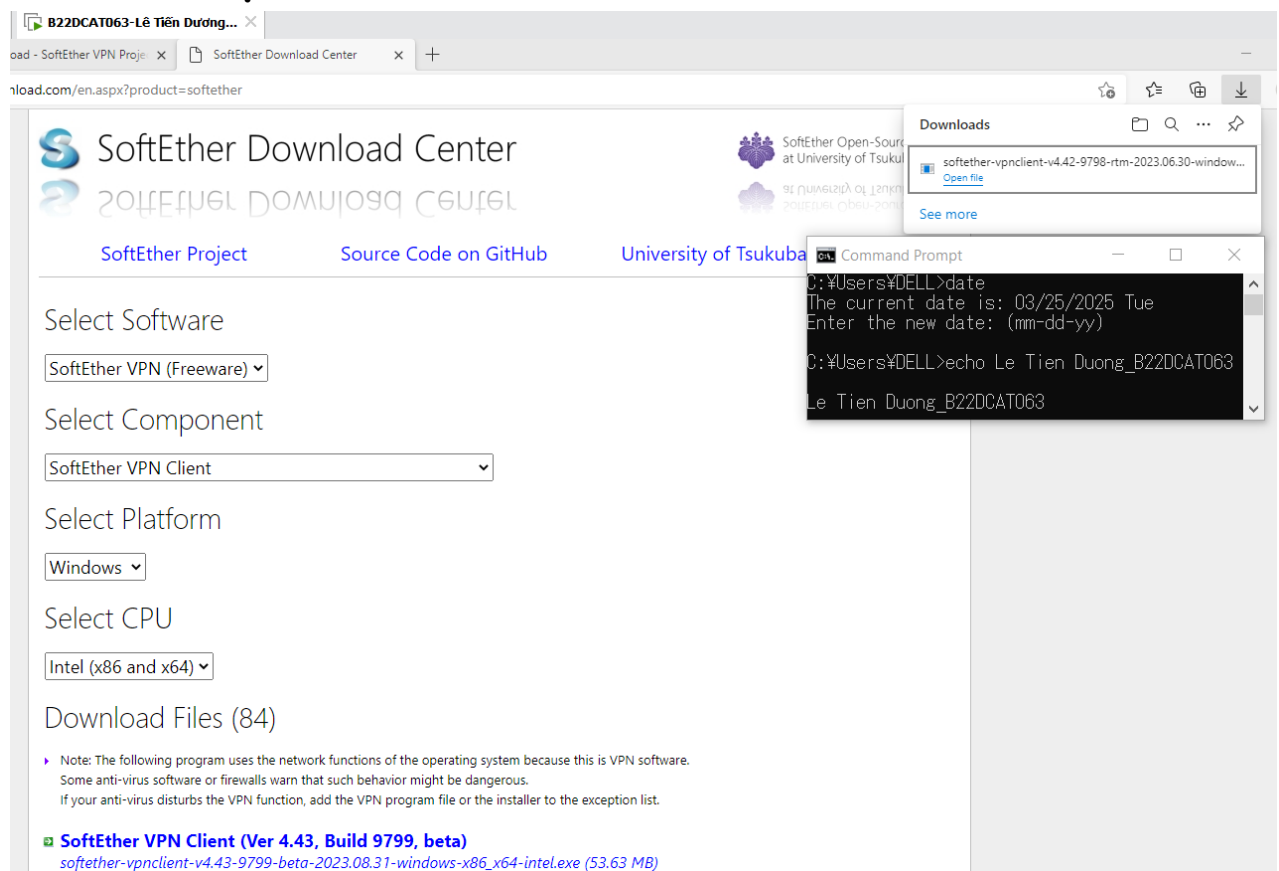 B22DCAT063-Lê Tiến Dương...
oad - SoftEther VPN Proje
SoftEther Download Center
nload.com/en.aspx?product=softether
SoftEther Download Center
SoftEther Open-Sourc
at University of Tsukul
Downloads
softether-vpnclient-v4.42-9798-rtm-2023.06.30-window...
Open file
See more
SoftEther Project
Source Code on GitHub
University of Tsukuba
Command Prompt
C:¥Users¥DELL>date
The current date is: 03/25/2025 Tue
Enter the new date: (mm-dd-yy)
C:¥Users¥DELL>echo Le Tien Duong_B22DCAT063
Le Tien Duong_B22DCAT063
Select Software
SoftEther VPN (Freeware)
Select Component
SoftEther VPN Client
Select Platform
Windows
Select CPU
Intel (x86 and x64)
Download Files (84)
Note: The following program uses the network functions of the operating system because this is VPN software.
Some anti-virus software or firewalls warn that such behavior might be dangerous.
If your anti-virus disturbs the VPN function, add the VPN program file or the installer to the exception list.
SoftEther VPN Client (Ver 4.43, Build 9799, beta)
softether-vpnclient-v4.43-9799-beta-2023.08.31-windows-x86_x64-intel.exe (53.63 MB)